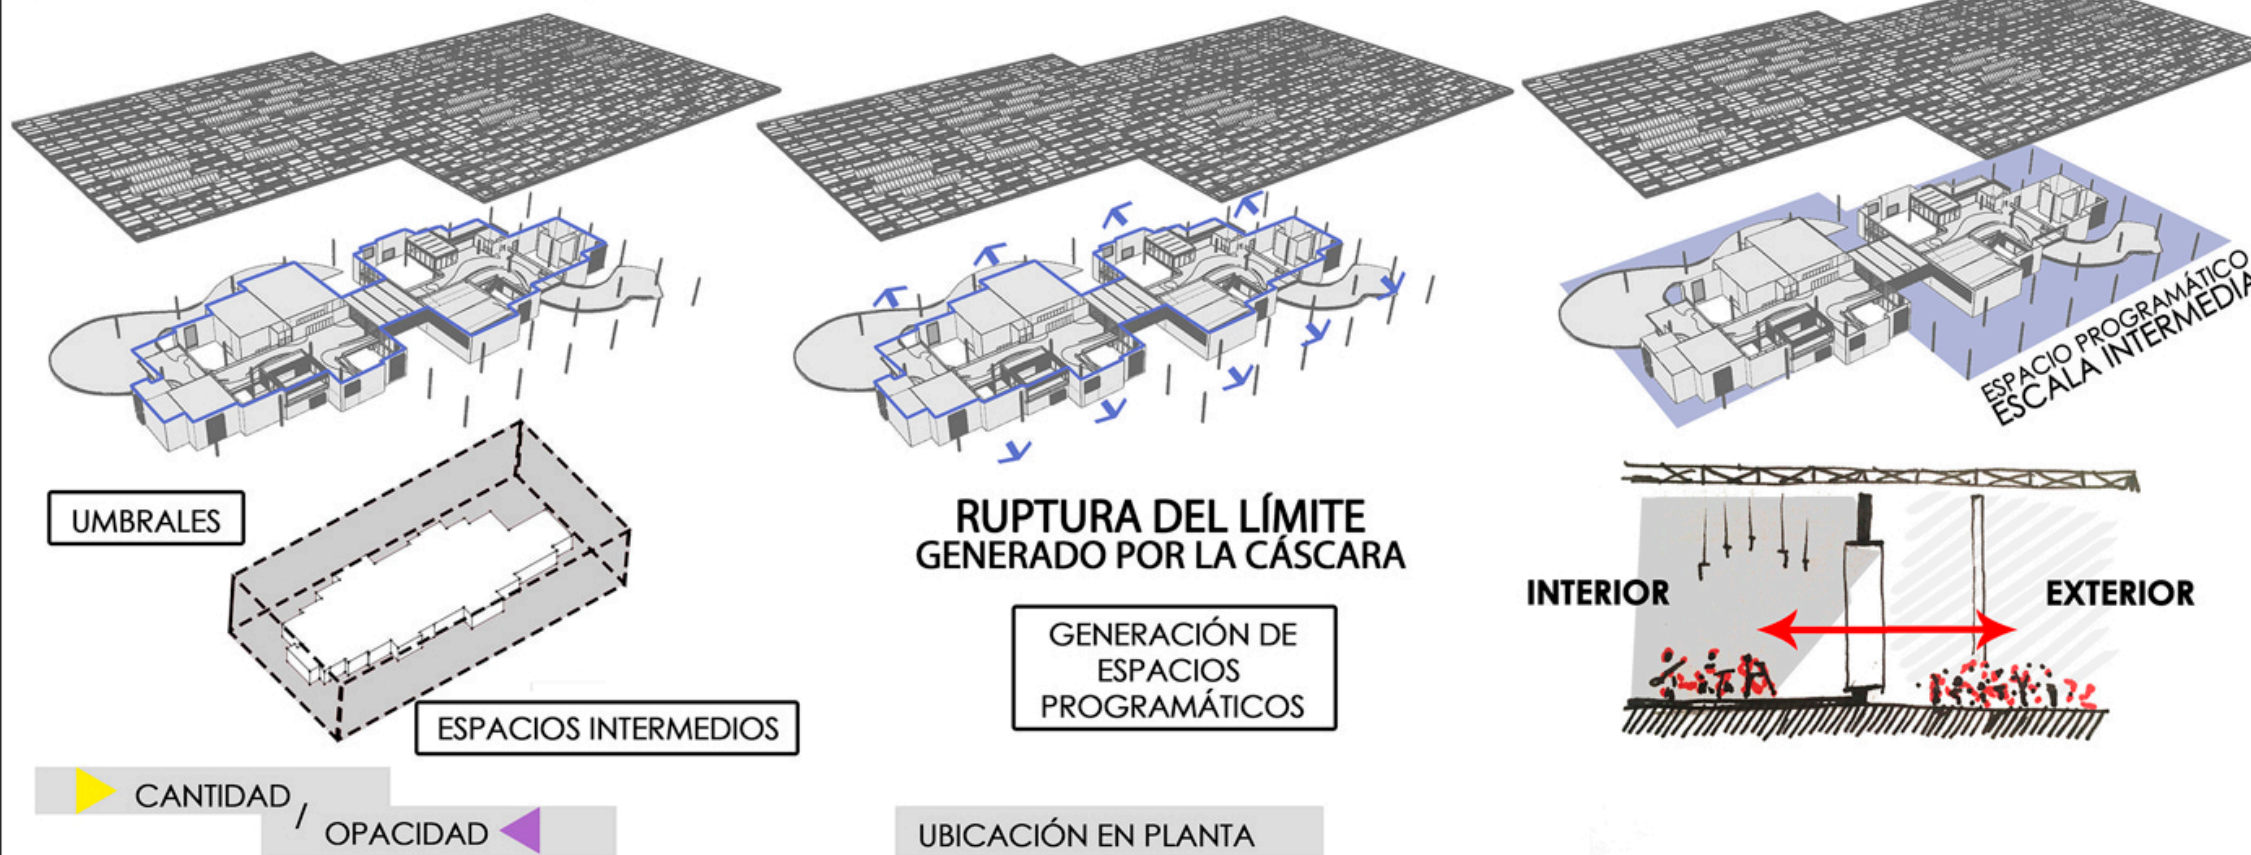 ESPACIO PROGRAMÁTICO
ESCALA INTERMEDIA
UMBRALES
ESPACIOS INTERMEDIOS
RUPTURA DEL LÍMITE
GENERADO POR LA CÁSCARA
GENERACIÓN DE
ESPACIOS
PROGRAMÁTICOS
INTERIOR
EXTERIOR
CANTIDAD /
OPACIDAD
UBICACIÓN EN PLANTA